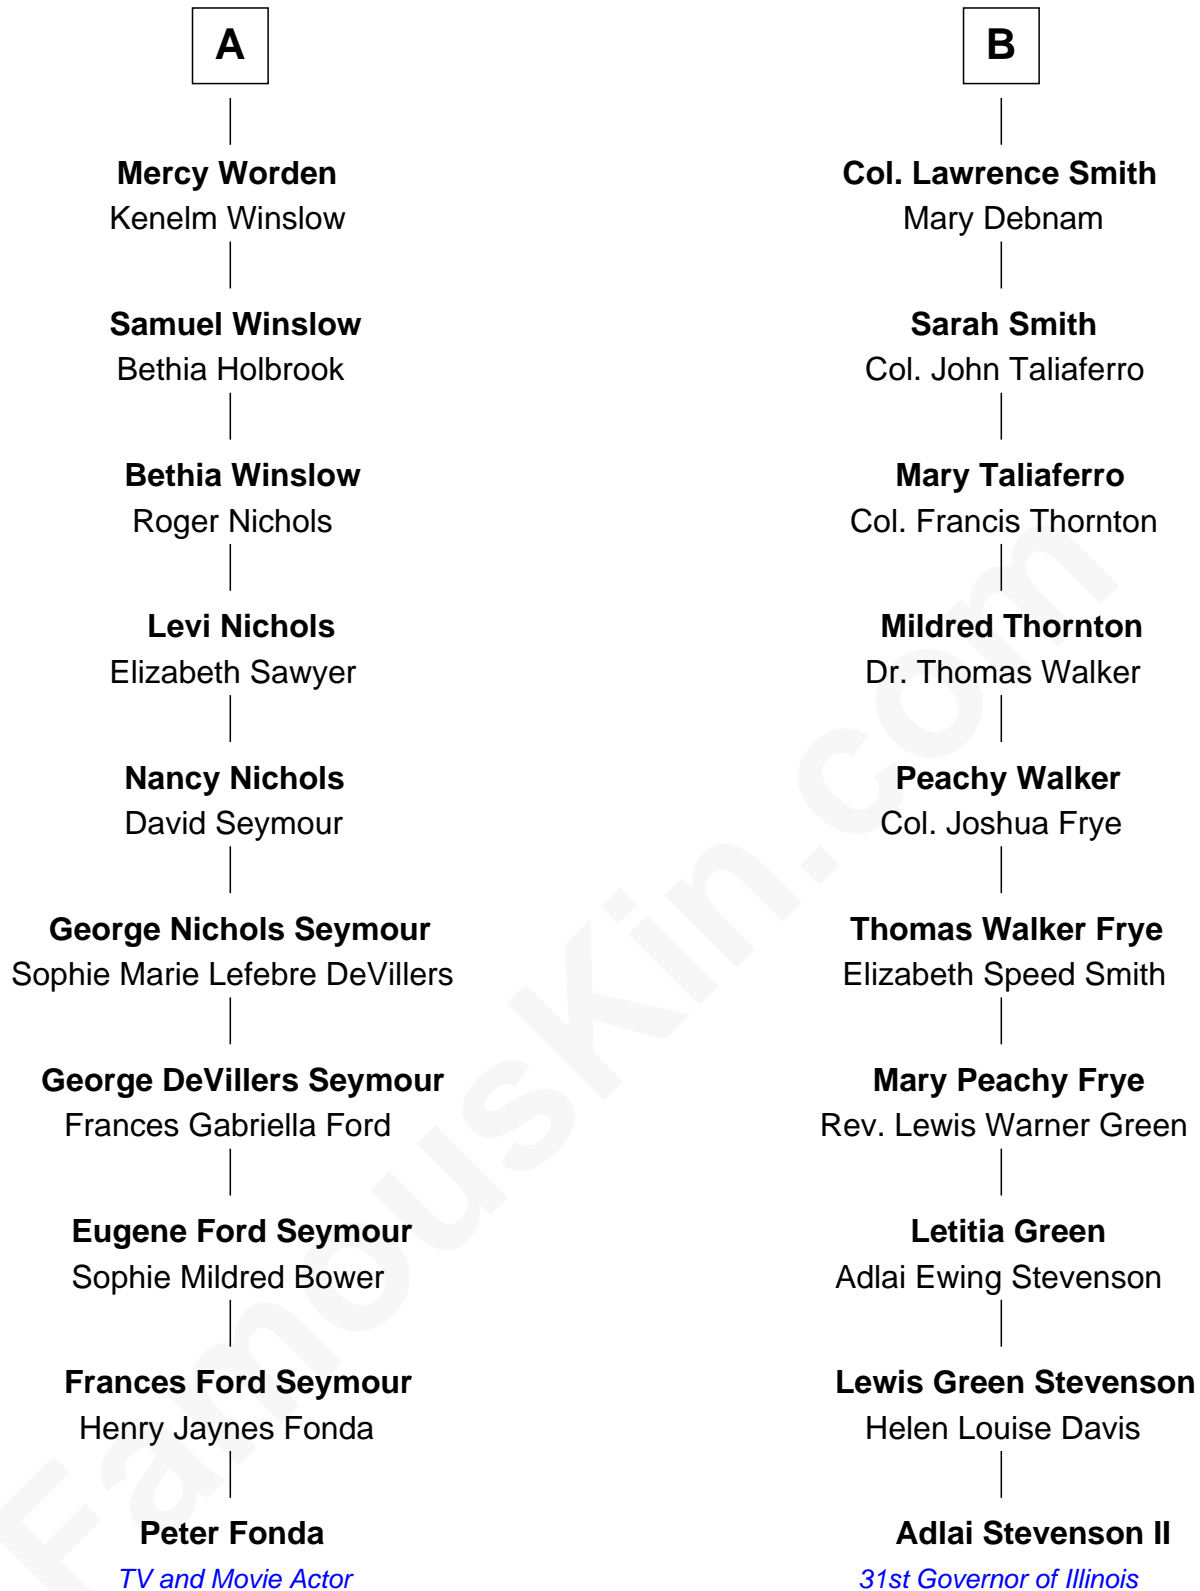 A
Mercy Worden
Kenelm Winslow
Samuel Winslow
Bethia Holbrook
Bethia Winslow
Roger Nichols
Levi Nichols
Elizabeth Sawyer
Nancy Nichols
David Seymour
George Nichols Seymour
Sophie Marie Lefebre DeVillers
George DeVillers Seymour
Frances Gabriella Ford
Eugene Ford Seymour
Sophie Mildred Bower
Frances Ford Seymour
Henry Jaynes Fonda
Peter Fonda
TV and Movie Actor
B
Col. Lawrence Smith
Mary Debnam
Sarah Smith
Col. John Taliaferro
Mary Taliaferro
Col. Francis Thornton
Mildred Thornton
Dr. Thomas Walker
Peachy Walker
Col. Joshua Frye
Thomas Walker Frye
Elizabeth Speed Smith
Mary Peachy Frye
Rev. Lewis Warner Green
Letitia Green
Adlai Ewing Stevenson
Lewis Green Stevenson
Helen Louise Davis
Adlai Stevenson II
31st Governor of Illinois
FamousKin.com